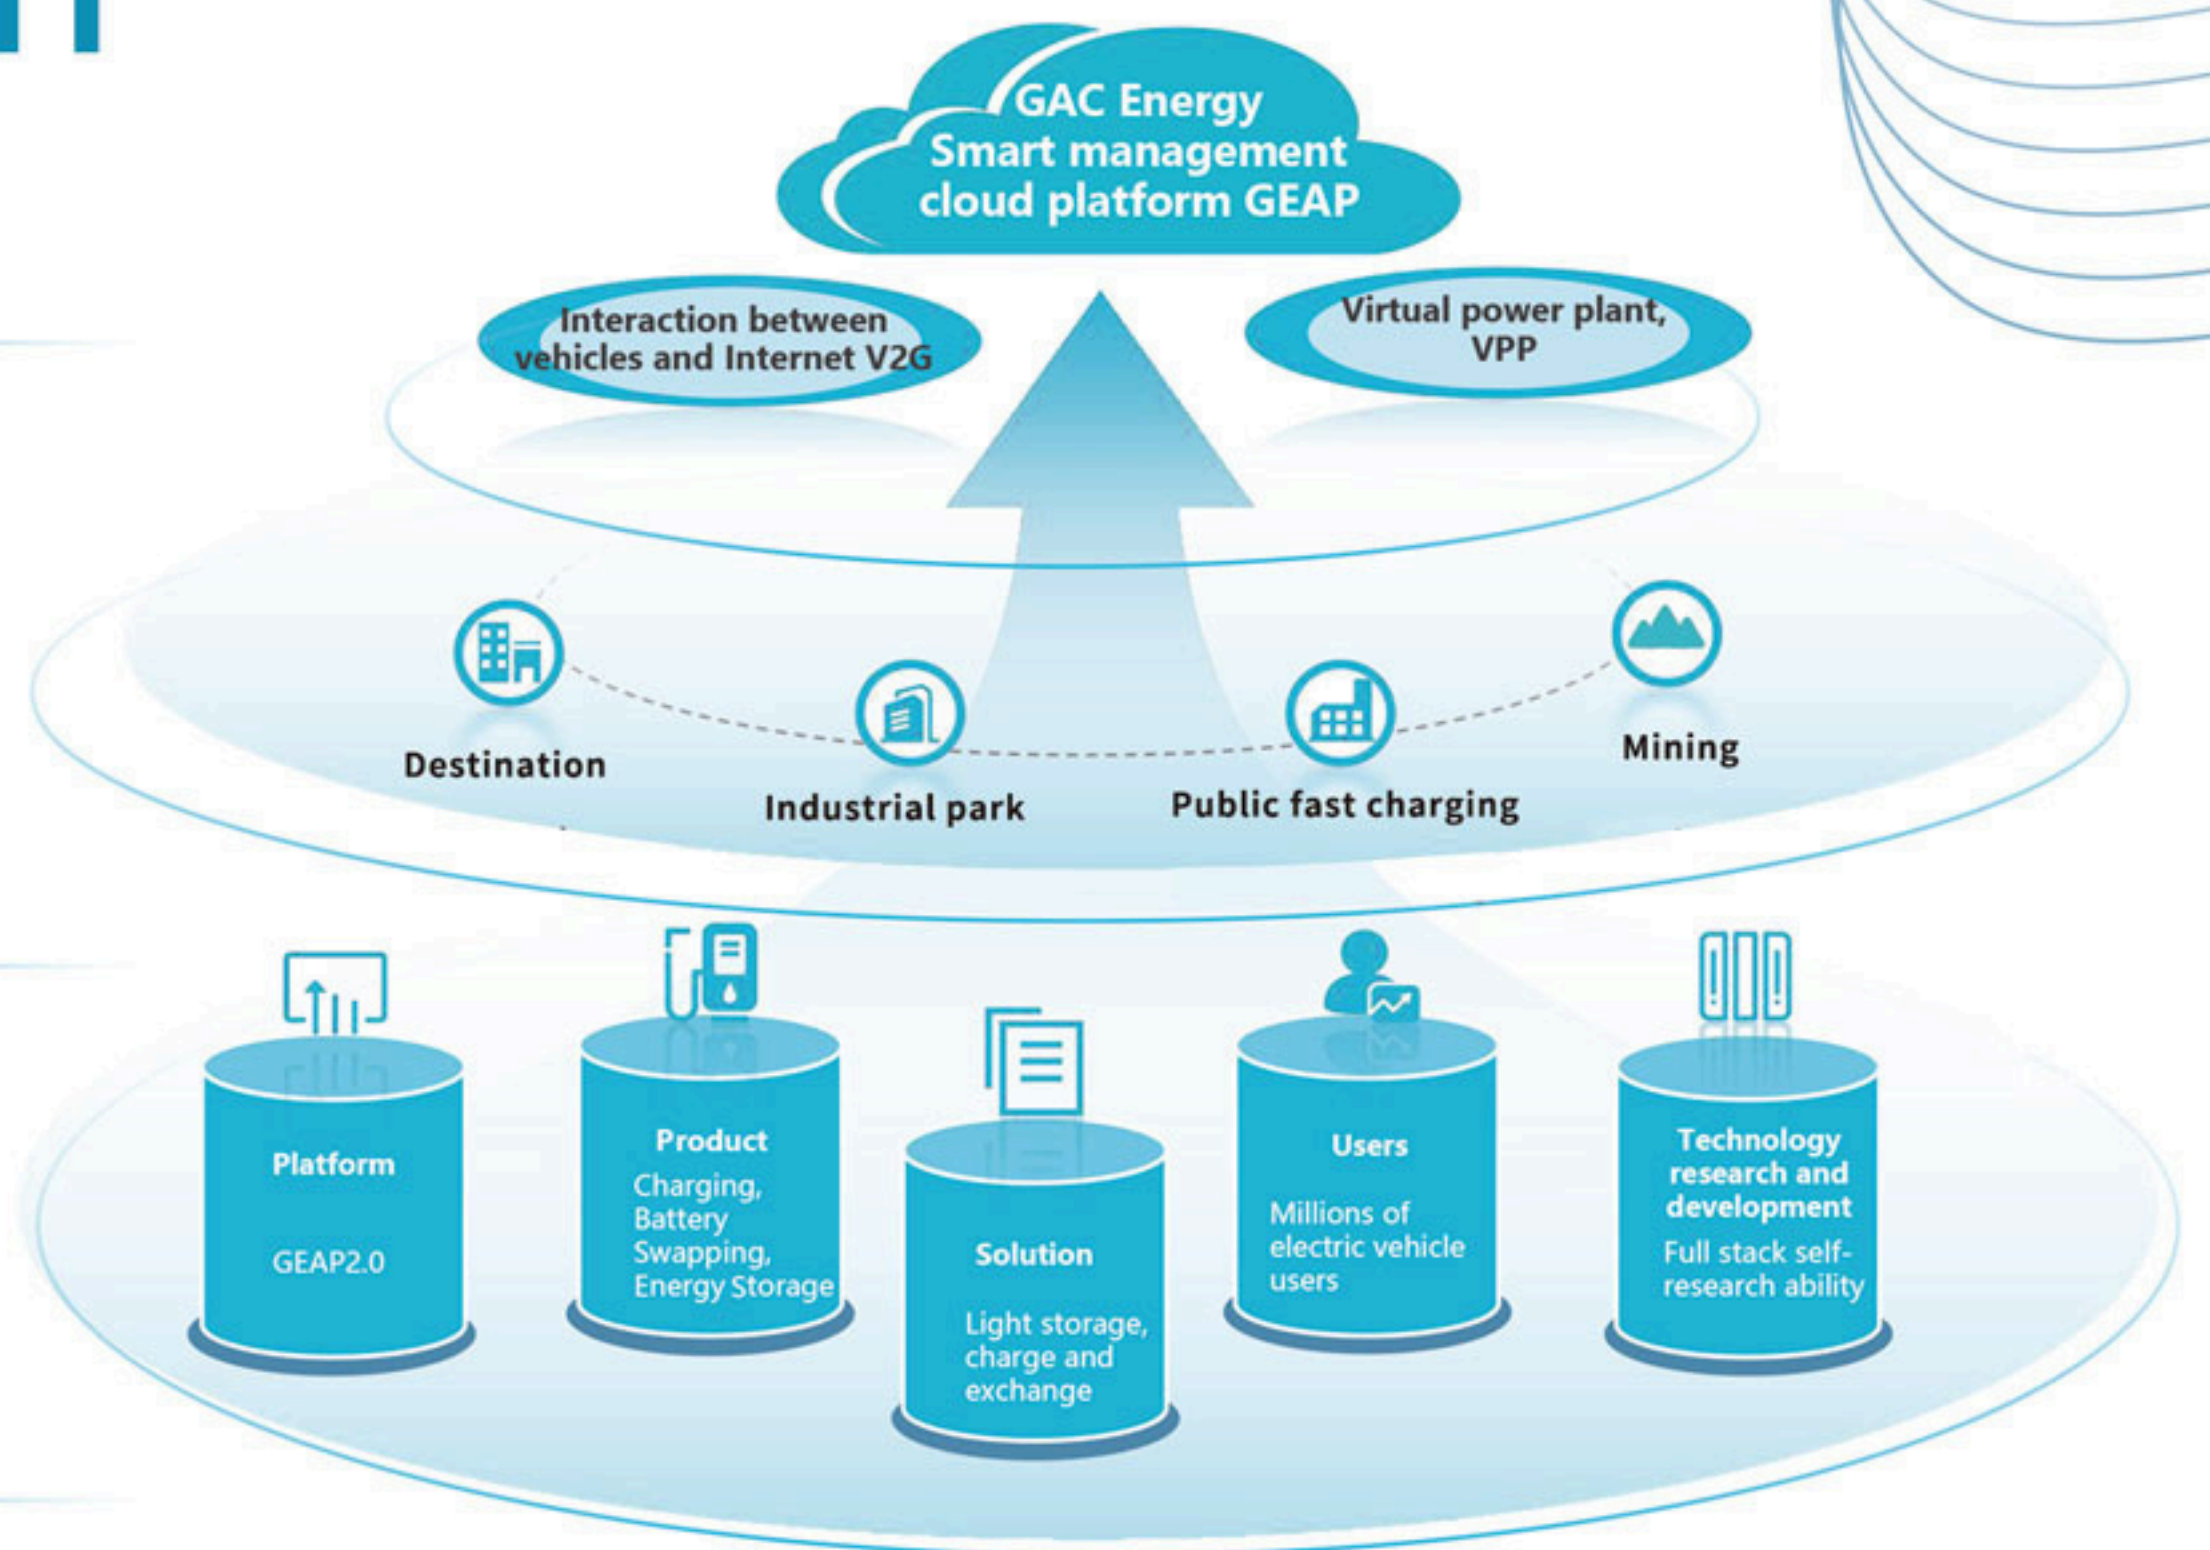 GAC Energy
Smart management
cloud platform GEAP
Interaction between
vehicles and Internet V2G
Virtual power plant,
VPP
Destination
Industrial park
Public fast charging
Mining
Platform
GEAP2.0
Product
Charging,
Battery
Swapping,
Energy Storage
Solution
Light storage,
charge and
exchange
Users
Millions of
electric vehicle
users
Technology
research and
development
Full stack self-
research ability